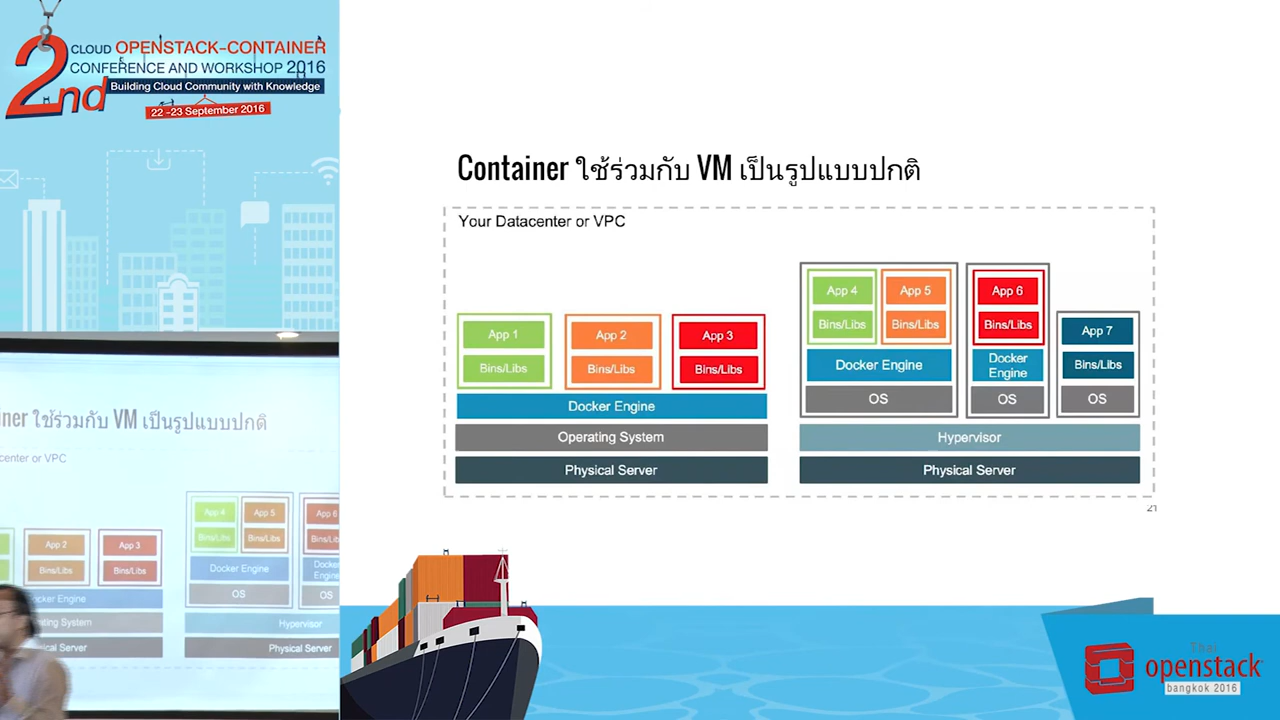 2nd
CLOUD OPENSTACK-CONTAINER
CONFERENCE AND WORKSHOP 2016
Building Cloud Community with Knowledge
22 -23 September 2016
Container ใช้ร่วมกับ VM เป็นรูปแบบปกติ
Your Datacenter or VPC
App 1
Bins/Libs
App 2
Bins/Libs
App 3
Bins/Libs
Docker Engine
Operating System
Physical Server
App 4
Bins/Libs
App 5
Bins/Libs
Docker Engine
OS
App 6
Bins/Libs
Docker
Engine
OS
App 7
Bins/Libs
OS
Hypervisor
Physical Server
21
iner ใช้ร่วมกับ VM เป็นรูปแบบปกติ
center or VPC
App 2
Bins/Libs
App 3
Bins/Libs
ocker Engine
ating System
ical Server
App 4
Bins/Libs
App 5
Bins/Libs
Docker Engine
OS
App 6
Bins/Libs
Docker
Engine
OS
Hypervisor
Physical Server
Thai
openstack
bangkok 2016